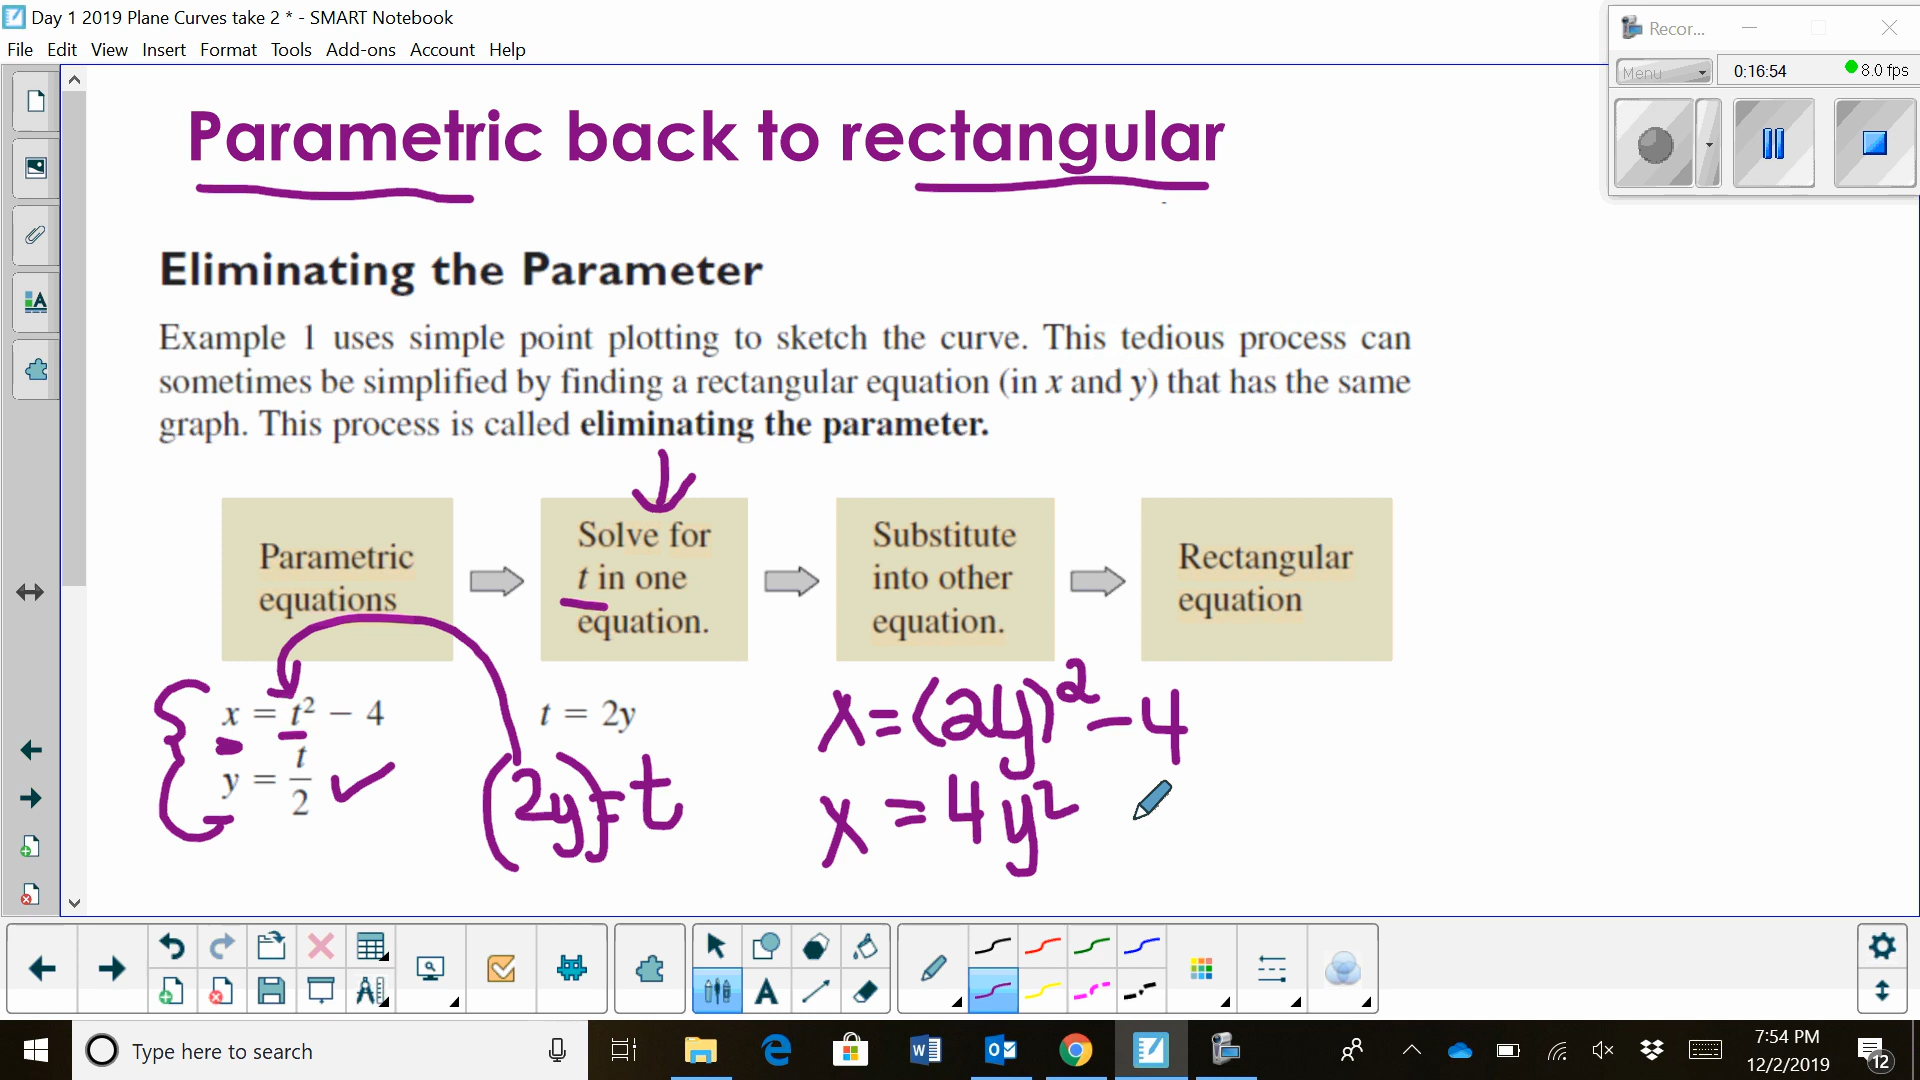 Day 1 2019 Plane Curves take 2 * - SMART Notebook
File Edit View Insert Format Tools Add-ons Account Help
Recor...
Menu 0:16:54 8.0 fps
Parametric back to rectangular
Eliminating the Parameter
Example 1 uses simple point plotting to sketch the curve. This tedious process can
sometimes be simplified by finding a rectangular equation (in x and y) that has the same
graph. This process is called eliminating the parameter.
Parametric
equations
Solve for
t in one
equation.
Substitute
into other
equation.
Rectangular
equation
x = t² − 4
y = t/2
t = 2y
(2y) = t
x = (2y)² − 4
x = 4y²
Type here to search
7:54 PM
12/2/2019
12